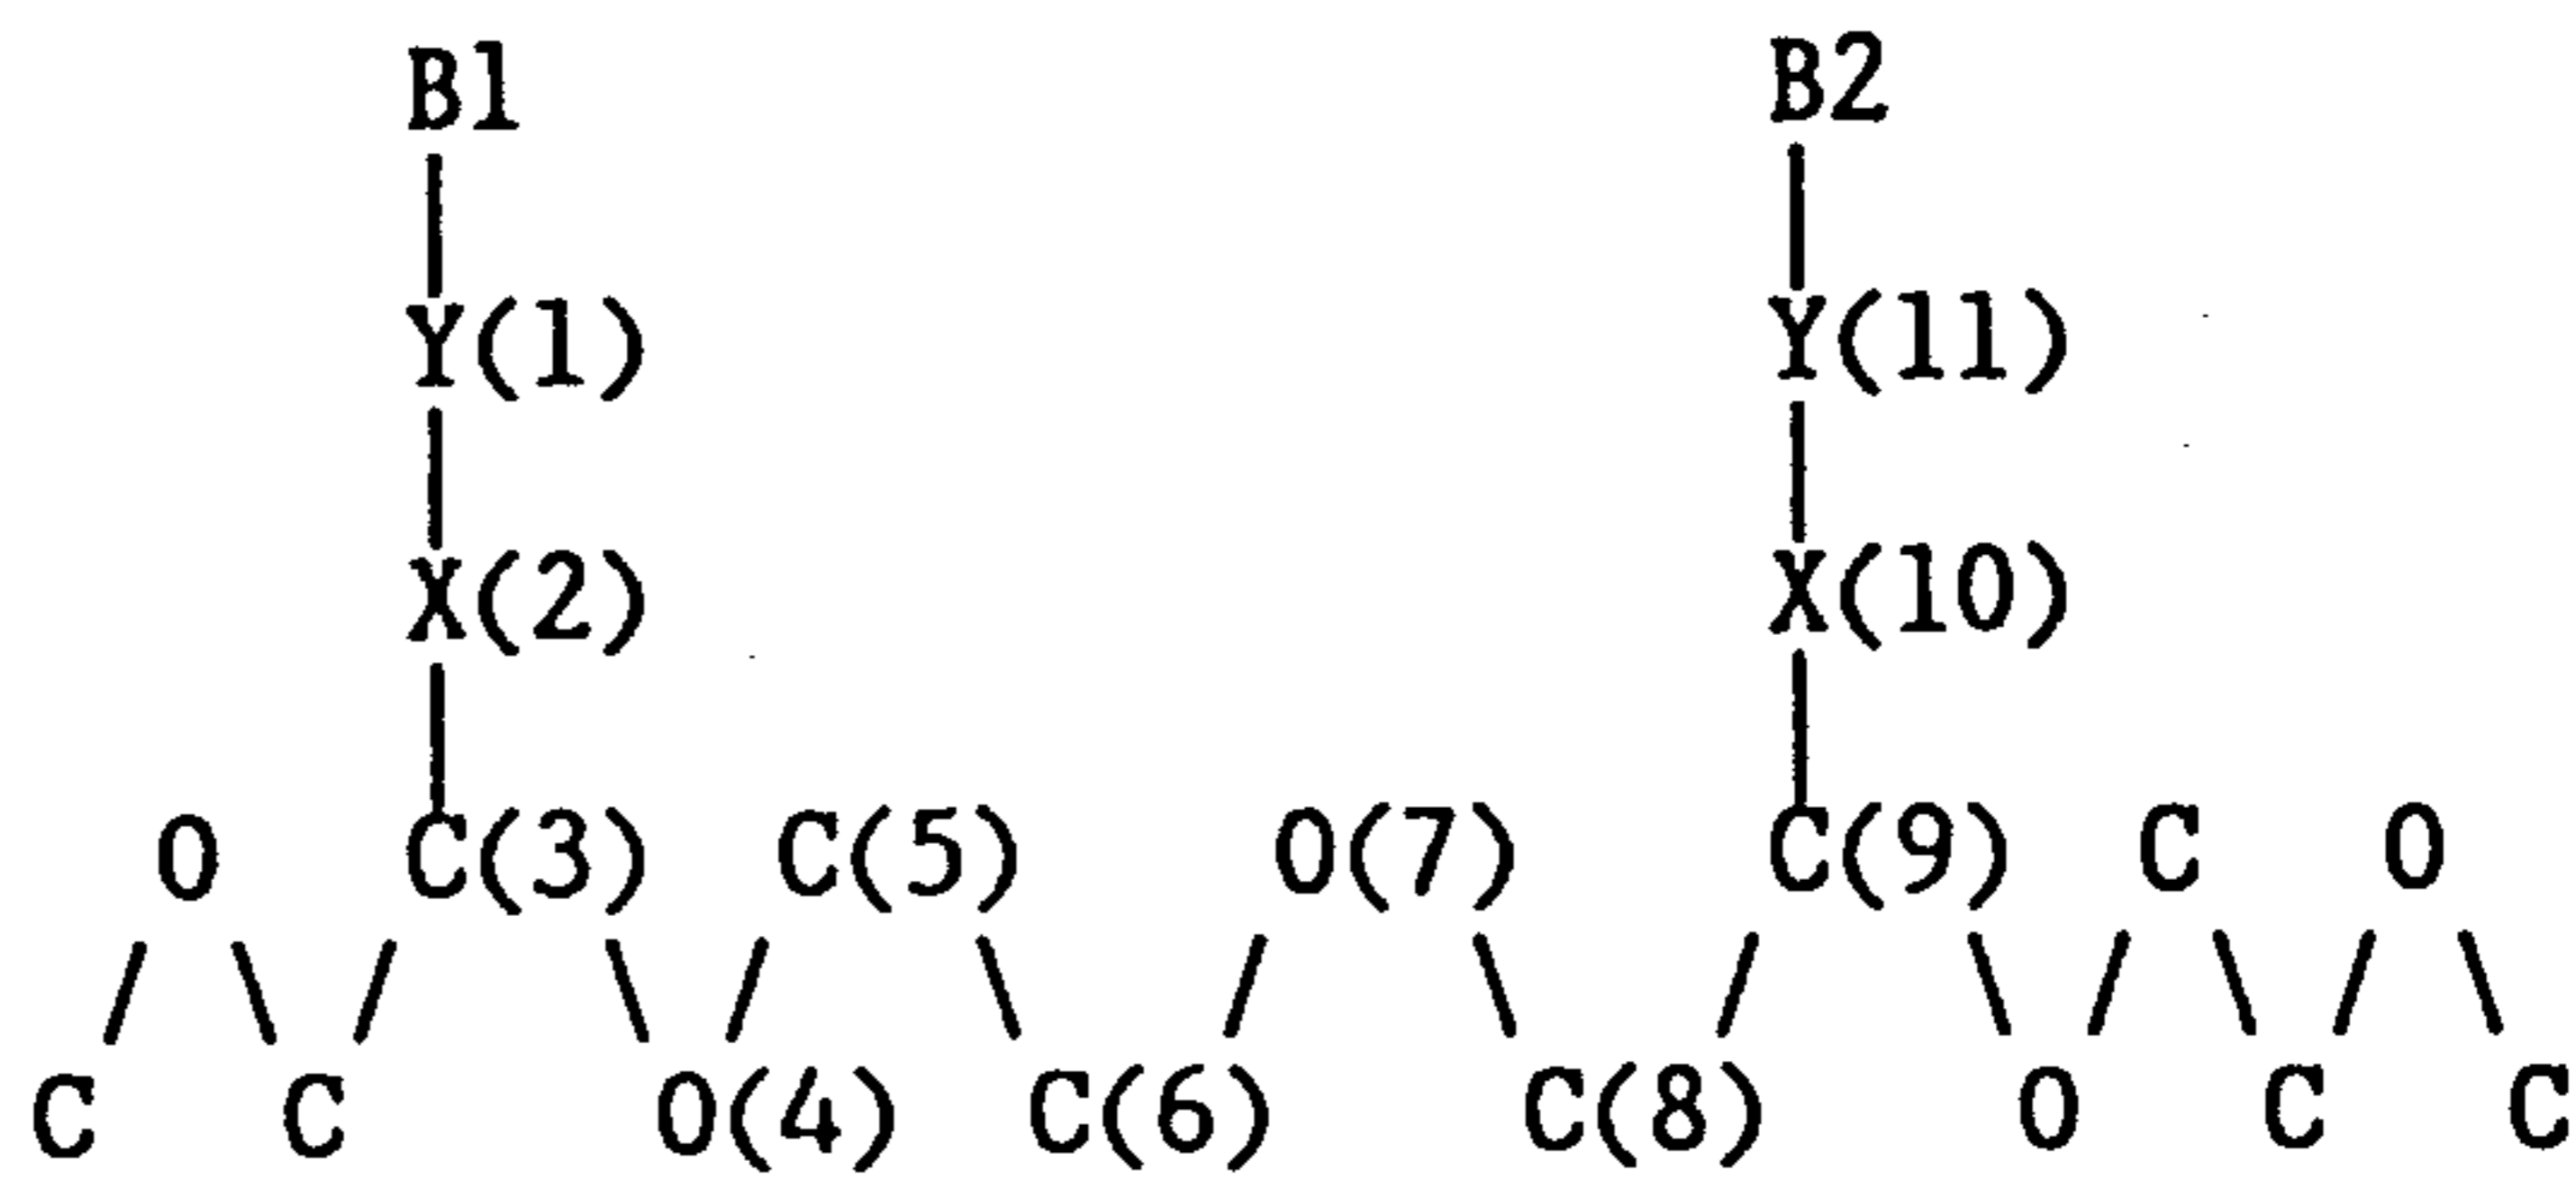 B1 B2
Y(1) Y(11)
X(2) X(10)
O C(3) C(5) O(7) C(9) C O
C C O(4) C(6) C(8) O C C